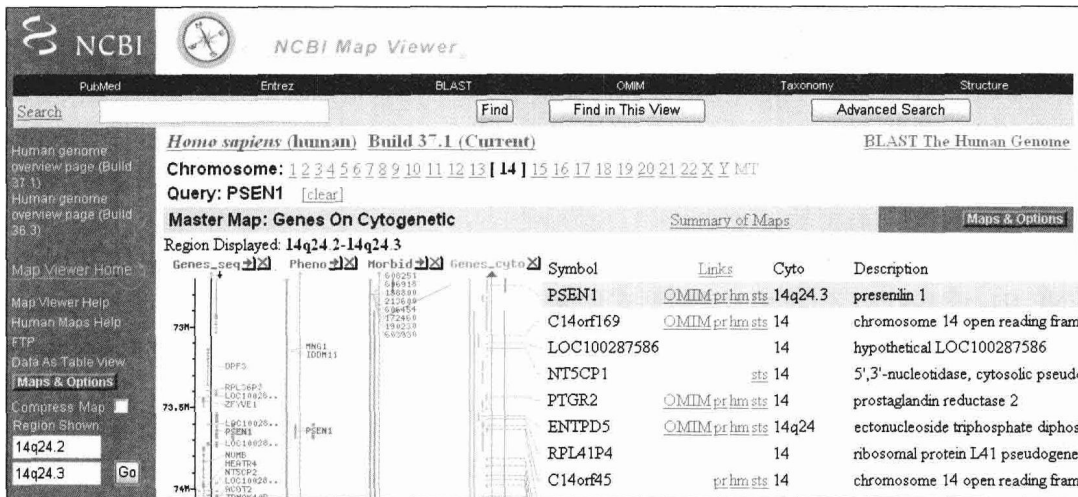 NCBI
NCBI Map Viewer
PubMed Entrez BLAST OMIM Taxonomy Structure
Search Find Find in This View Advanced Search
Human genome overview page (Build 37.1)
Human genome overview page (Build 36.3)
Map Viewer Home
Map Viewer Help
Human Maps Help
FTP
Data As Table View
Maps & Options
Compress Map
Region Shown:
14q24.2
14q24.3 Go
Homo sapiens (human) Build 37.1 (Current) BLAST The Human Genome
Chromosome: 1 2 3 4 5 6 7 8 9 10 11 12 13 [ 14 ] 15 16 17 18 19 20 21 22 X Y MT
Query: PSEN1 [clear]
Master Map: Genes On Cytogenetic Summary of Maps Maps & Options
Region Displayed: 14q24.2-14q24.3
Genes_seq Pheno Morbid Genes_cyto Symbol Links Cyto Description
PSEN1 OMIM pr hm sts 14q24.3 presenilin 1
C14orf169 OMIM pr hm sts 14 chromosome 14 open reading fram
LOC100287586 14 hypothetical LOC100287586
NT5CP1 sts 14 5',3'-nucleotidase, cytosolic pseud
PTGR2 OMIM pr hm sts 14 prostaglandin reductase 2
ENTPD5 OMIM pr hm sts 14q24 ectonucleoside triphosphate diphos
RPL41P4 14 ribosomal protein L41 pseudogene
C14orf45 pr hm sts 14 chromosome 14 open reading fram
73M
73.5M
74M
DPF3
ZFYVE1
PSEN1
NUMB
HEATR4
NT5CP2
ACOT2
MNG1
IDDM11
PSEN1
172460
190230